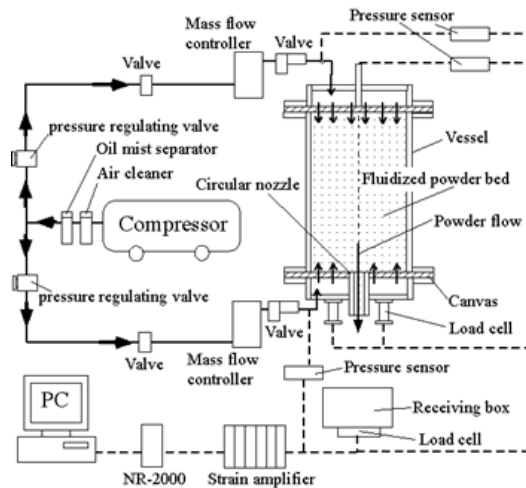 Mass flow
controller
Valve
Pressure sensor
Valve
pressure regulating valve
Oil mist separator
Air cleaner
Compressor
Circular nozzle
Vessel
Fluidized powder bed
Powder flow
pressure regulating valve
Canvas
Valve
Load cell
Valve
Mass flow
controller
Pressure sensor
PC
Receiving box
Load cell
NR-2000
Strain amplifier